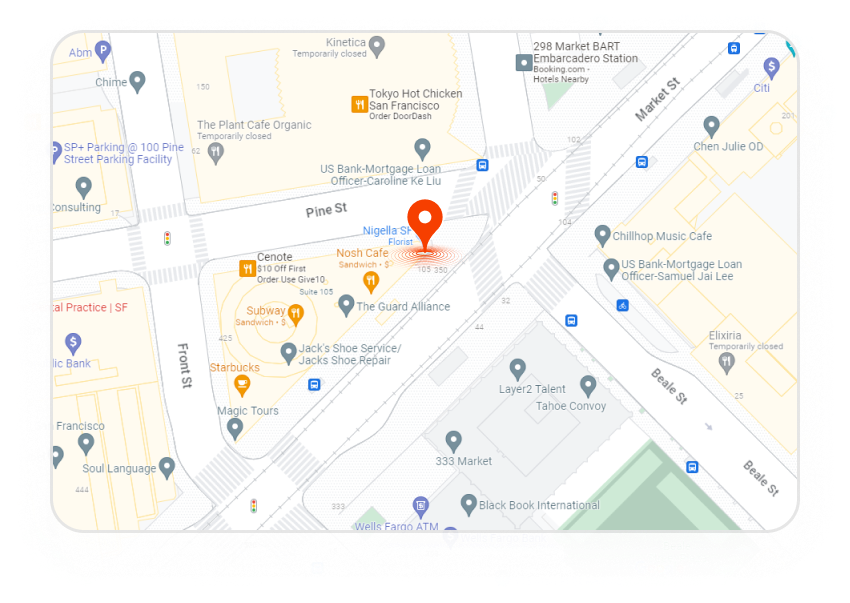 Kinetica
Temporarily closed
298 Market BART
Embarcadero Station
Booking.com -
Hotels Nearby
Abm
Chime
Citi
150
Tokyo Hot Chicken
San Francisco
Order DoorDash
Market St
201
The Plant Cafe Organic
Temporarily closed
62
102
Chen Julie OD
SP+ Parking @ 100 Pine
Street Parking Facility
US Bank-Mortgage Loan
Officer-Caroline Ke Liu
50
onsulting
17
Pine St
104
Nigella
Florist
Chillhop Music Cafe
Cenote
$10 Off First
Order Use Give10
Suite 105
Nosh Cafe
Sandwich • $
105 350
US Bank-Mortgage Loan
Officer-Samuel Jai Lee
al Practice | SF
Subway
Sandwich • $
The Guard Alliance
32
44
425
Elixiria
Temporarily closed
lic Bank
Front St
Jack's Shoe Service/
Jacks Shoe Repair
Starbucks
Layer2 Talent
Beale St
25
Magic Tours
Tahoe Convoy
Francisco
Soul Language
333 Market
Beale St
444
333
Black Book International
Wells Fargo ATM